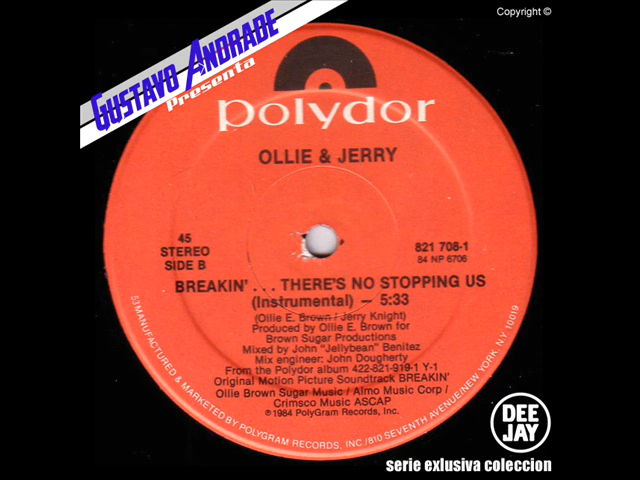 Copyright ©
GUSTAVO ANDRADE
Presenta
polydor
OLLIE & JERRY
45
STEREO
SIDE B
821 708-1
84 NP 6706
BREAKIN' . . . THERE'S NO STOPPING US
(Instrumental) — 5:33
(Ollie E. Brown / Jerry Knight)
Produced by Ollie E. Brown for
Brown Sugar Productions
Mixed by John "Jellybean" Benitez
Mix engineer: John Dougherty
From the Polydor album 422-821-919-1 Y-1
Original Motion Picture Soundtrack BREAKIN'
Ollie Brown Sugar Music / Almo Music Corp /
Crimsco Music ASCAP
℗1984 PolyGram Records, Inc.
53 MANUFACTURED & MARKETED BY POLYGRAM RECORDS, INC./810 SEVENTH AVENUE/NEW YORK, N.Y. 10019
DEE
JAY
serie exlusiva coleccion